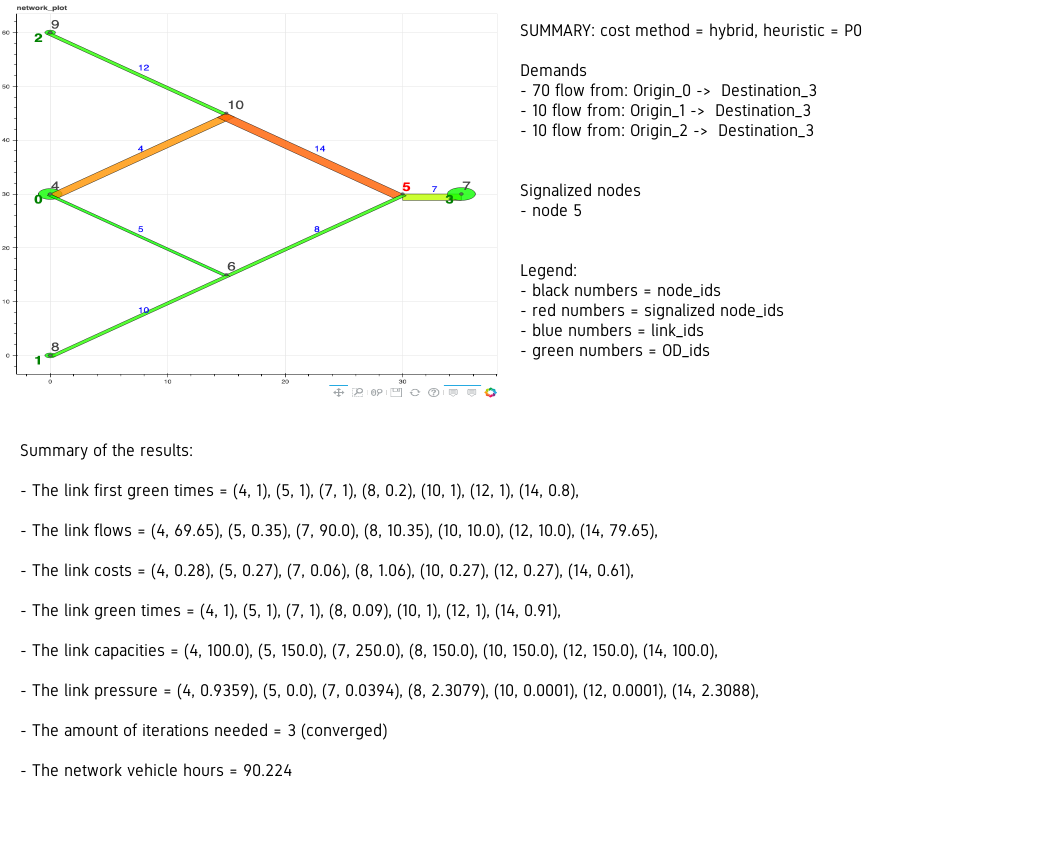 network_plot
60
50
40
30
20
10
0
0
10
20
30
9
2
12
10
4
14
4
0
5
7
7
3
5
8
6
10
8
1
SUMMARY: cost method = hybrid, heuristic = P0
Demands
- 70 flow from: Origin_0 -> Destination_3
- 10 flow from: Origin_1 -> Destination_3
- 10 flow from: Origin_2 -> Destination_3
Signalized nodes
- node 5
Legend:
- black numbers = node_ids
- red numbers = signalized node_ids
- blue numbers = link_ids
- green numbers = OD_ids
Summary of the results:
- The link first green times = (4, 1), (5, 1), (7, 1), (8, 0.2), (10, 1), (12, 1), (14, 0.8),
- The link flows = (4, 69.65), (5, 0.35), (7, 90.0), (8, 10.35), (10, 10.0), (12, 10.0), (14, 79.65),
- The link costs = (4, 0.28), (5, 0.27), (7, 0.06), (8, 1.06), (10, 0.27), (12, 0.27), (14, 0.61),
- The link green times = (4, 1), (5, 1), (7, 1), (8, 0.09), (10, 1), (12, 1), (14, 0.91),
- The link capacities = (4, 100.0), (5, 150.0), (7, 250.0), (8, 150.0), (10, 150.0), (12, 150.0), (14, 100.0),
- The link pressure = (4, 0.9359), (5, 0.0), (7, 0.0394), (8, 2.3079), (10, 0.0001), (12, 0.0001), (14, 2.3088),
- The amount of iterations needed = 3 (converged)
- The network vehicle hours = 90.224